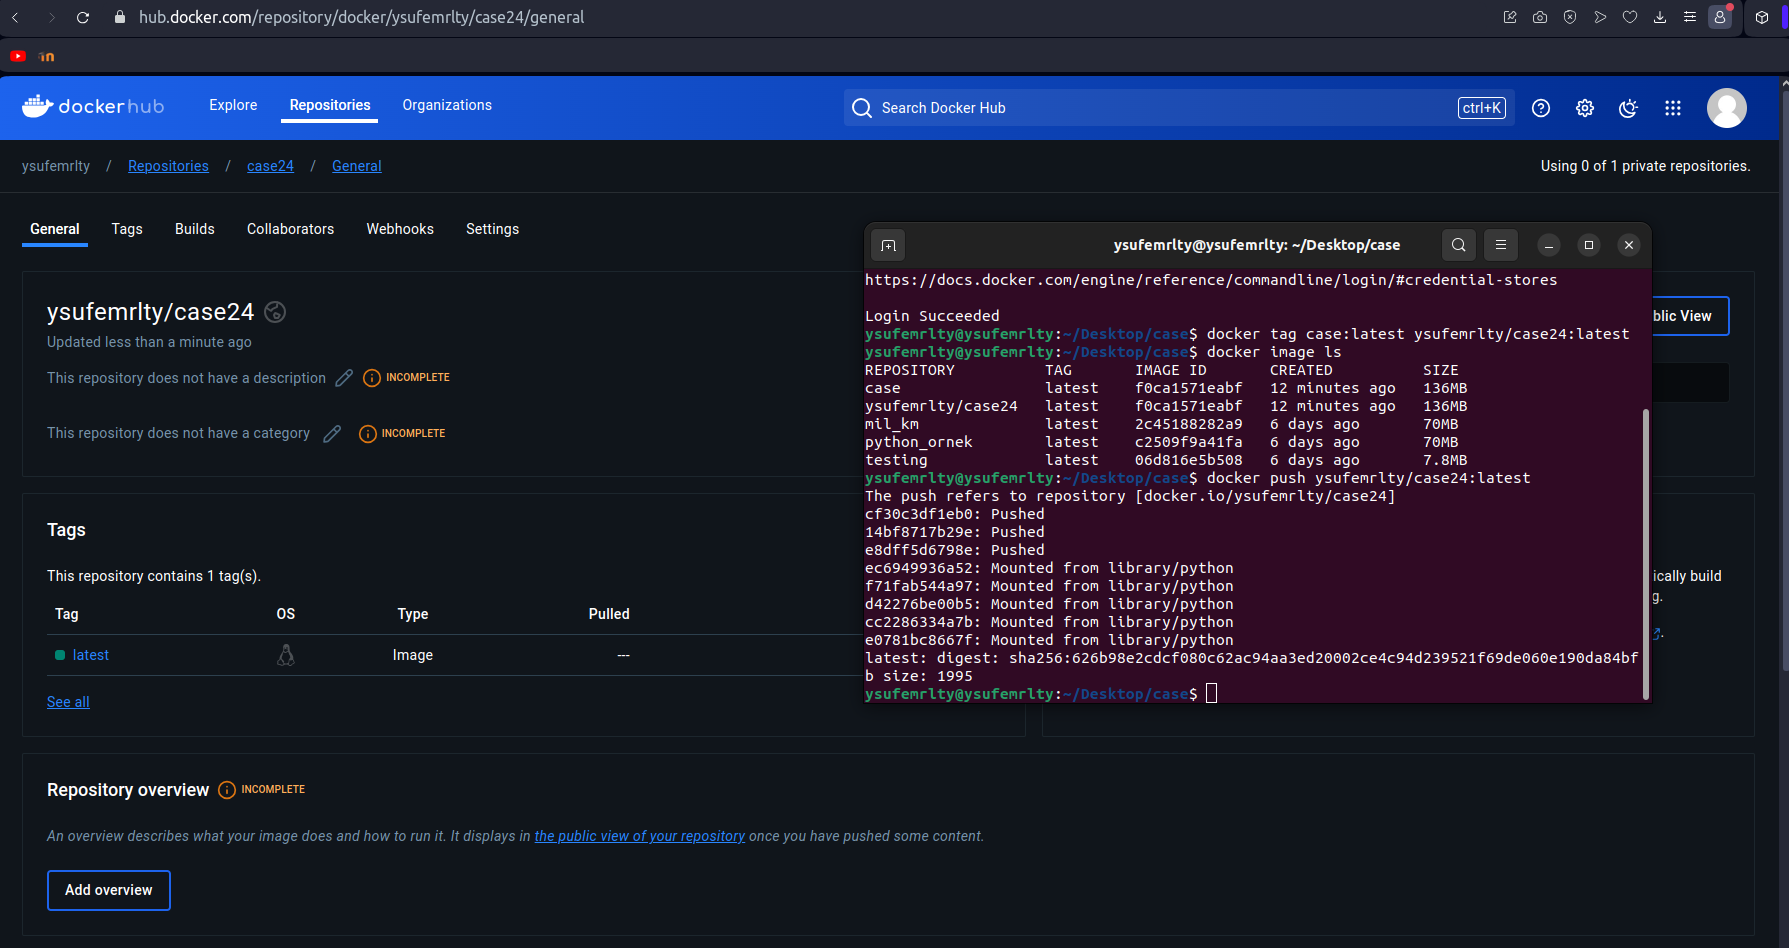 hub.docker.com/repository/docker/ysufemrlty/case24/general
dockerhub
Explore
Repositories
Organizations
Search Docker Hub
ctrl+K
ysufemrlty / Repositories / case24 / General
Using 0 of 1 private repositories.
General
Tags
Builds
Collaborators
Webhooks
Settings
ysufemrlty/case24
Updated less than a minute ago
This repository does not have a description
INCOMPLETE
This repository does not have a category
INCOMPLETE
blic View
Tags
This repository contains 1 tag(s).
Tag OS Type Pulled
latest Image ---
See all
ically build
g.
.
Repository overview INCOMPLETE
An overview describes what your image does and how to run it. It displays in the public view of your repository once you have pushed some content.
Add overview
ysufemrlty@ysufemrlty: ~/Desktop/case
https://docs.docker.com/engine/reference/commandline/login/#credential-stores
Login Succeeded
ysufemrlty@ysufemrlty:~/Desktop/case$ docker tag case:latest ysufemrlty/case24:latest
ysufemrlty@ysufemrlty:~/Desktop/case$ docker image ls
REPOSITORY TAG IMAGE ID CREATED SIZE
case latest f0ca1571eabf 12 minutes ago 136MB
ysufemrlty/case24 latest f0ca1571eabf 12 minutes ago 136MB
mil_km latest 2c45188282a9 6 days ago 70MB
python_ornek latest c2509f9a41fa 6 days ago 70MB
testing latest 06d816e5b508 6 days ago 7.8MB
ysufemrlty@ysufemrlty:~/Desktop/case$ docker push ysufemrlty/case24:latest
The push refers to repository [docker.io/ysufemrlty/case24]
cf30c3df1eb0: Pushed
14bf8717b29e: Pushed
e8dff5d6798e: Pushed
ec6949936a52: Mounted from library/python
f71fab544a97: Mounted from library/python
d42276be00b5: Mounted from library/python
cc2286334a7b: Mounted from library/python
e0781bc8667f: Mounted from library/python
latest: digest: sha256:626b98e2cdcf080c62ac94aa3ed20002ce4c94d239521f69de060e190da84bf
b size: 1995
ysufemrlty@ysufemrlty:~/Desktop/case$